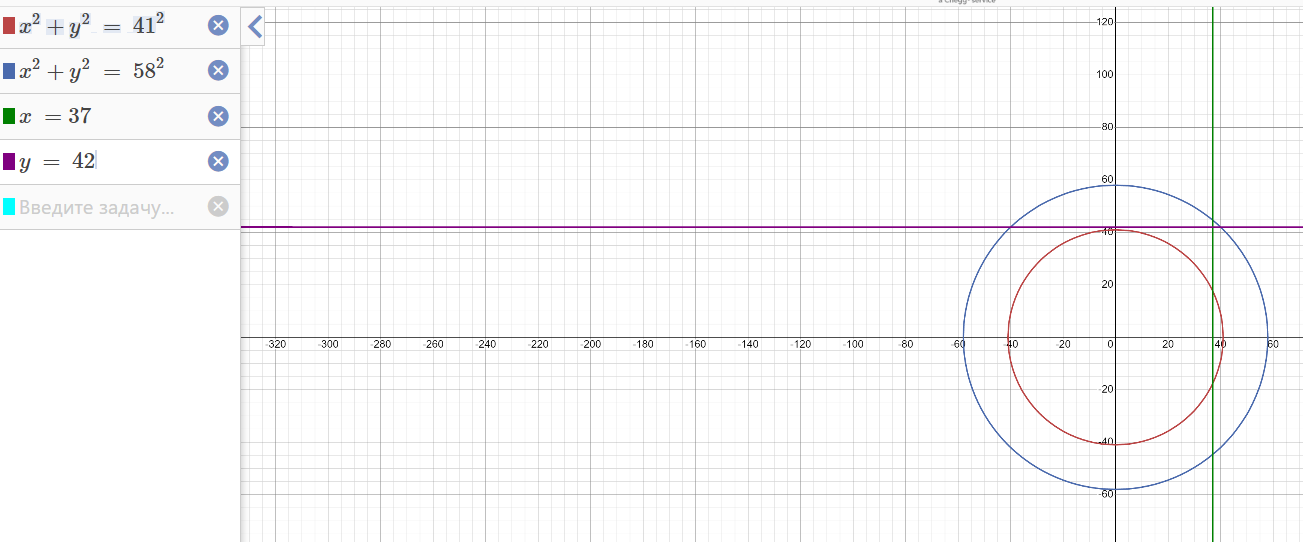 a Chegg service
x² + y² = 41²
x² + y² = 58²
x = 37
y = 42
Введите задачу...
120
100
80
60
40
20
-320 -300 -280 -260 -240 -220 -200 -180 -160 -140 -120 -100 -80 -60 -40 -20 0 20 40 60
-20
-40
-60